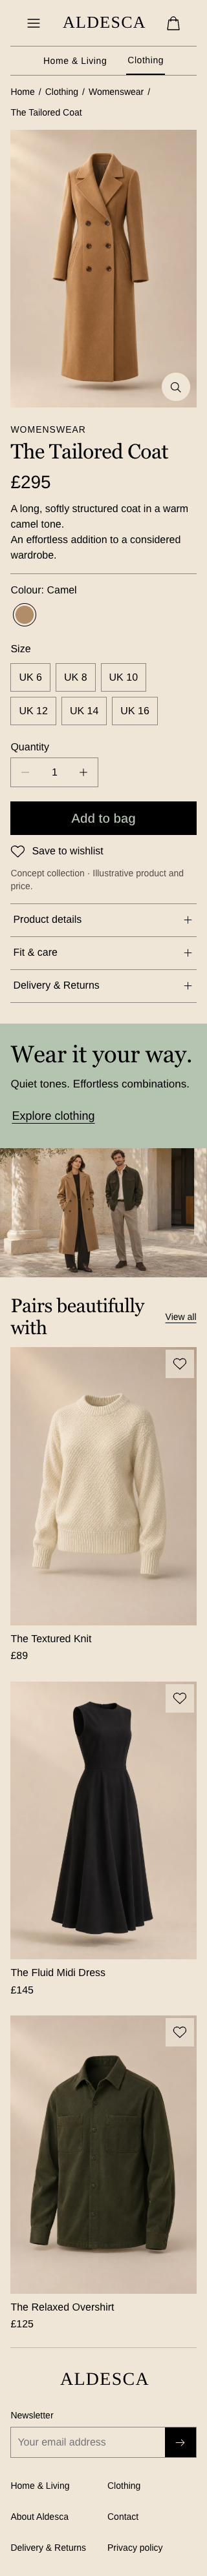 ALDESCA
Home & Living
Clothing
Home / Clothing / Womenswear /
The Tailored Coat
WOMENSWEAR
The Tailored Coat
£295
A long, softly structured coat in a warm
camel tone.
An effortless addition to a considered
wardrobe.
Colour: Camel
Size
UK 6
UK 8
UK 10
UK 12
UK 14
UK 16
Quantity
1
Add to bag
Save to wishlist
Concept collection · Illustrative product and
price.
Product details
Fit & care
Delivery & Returns
Wear it your way.
Quiet tones. Effortless combinations.
Explore clothing
Pairs beautifully
with
View all
The Textured Knit
£89
The Fluid Midi Dress
£145
The Relaxed Overshirt
£125
ALDESCA
Newsletter
Your email address
Home & Living
Clothing
About Aldesca
Contact
Delivery & Returns
Privacy policy